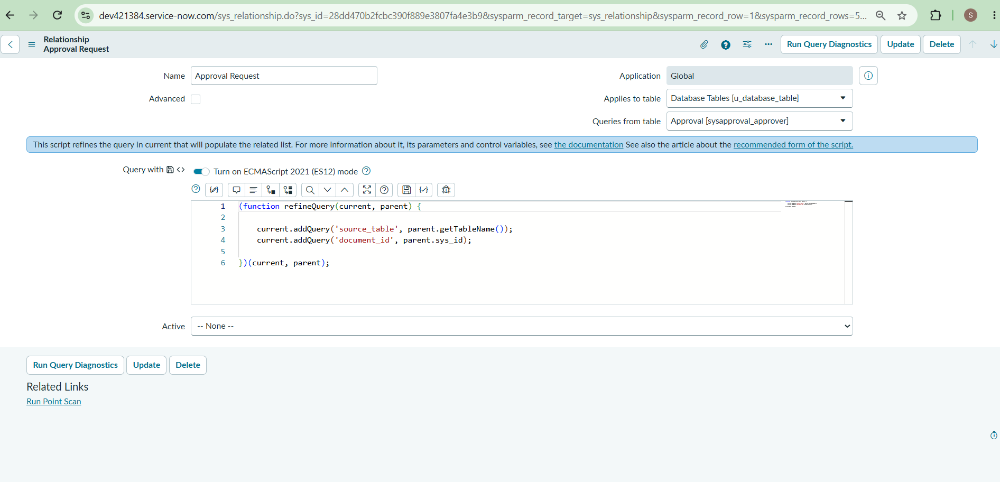 dev421384.service-now.com/sys_relationship.do?sys_id=28dd470b2fcbc390f889e3807fa4e3b9&sysparm_record_target=sys_relationship&sysparm_record_row=1&sysparm_record_rows=5...
S
Relationship
Approval Request
Run Query Diagnostics
Update
Delete
Name
Approval Request
Application
Global
Advanced
Applies to table
Database Tables [u_database_table]
Queries from table
Approval [sysapproval_approver]
This script refines the query in current that will populate the related list. For more information about it, its parameters and control variables, see the documentation See also the article about the recommended form of the script.
Query with
Turn on ECMAScript 2021 (ES12) mode
1 (function refineQuery(current, parent) {
2
3 current.addQuery('source_table', parent.getTableName());
4 current.addQuery('document_id', parent.sys_id);
5
6 })(current, parent);
Active
-- None --
Run Query Diagnostics
Update
Delete
Related Links
Run Point Scan